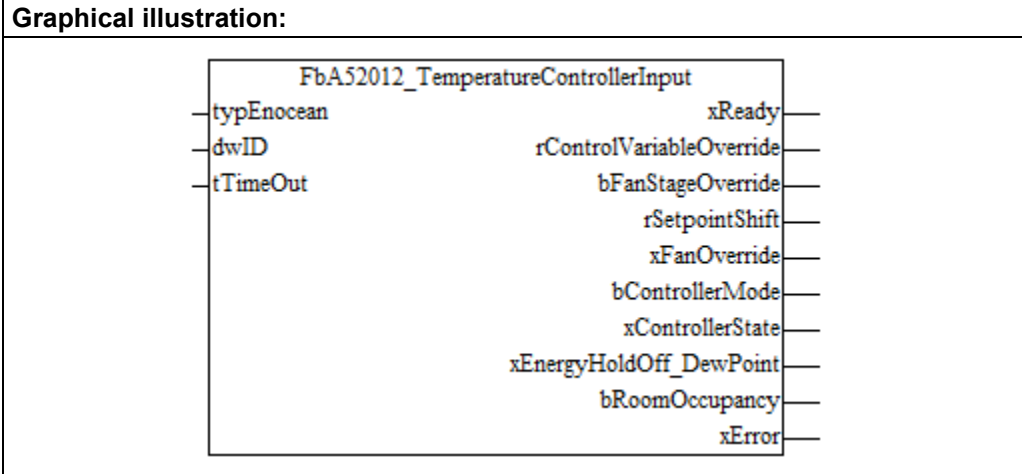 Graphical illustration:
FbA52012_TemperatureControllerInput
typEnocean xReady
dwID rControlVariableOverride
tTimeOut bFanStageOverride
rSetpointShift
xFanOverride
bControllerMode
xControllerState
xEnergyHoldOff_DewPoint
bRoomOccupancy
xError